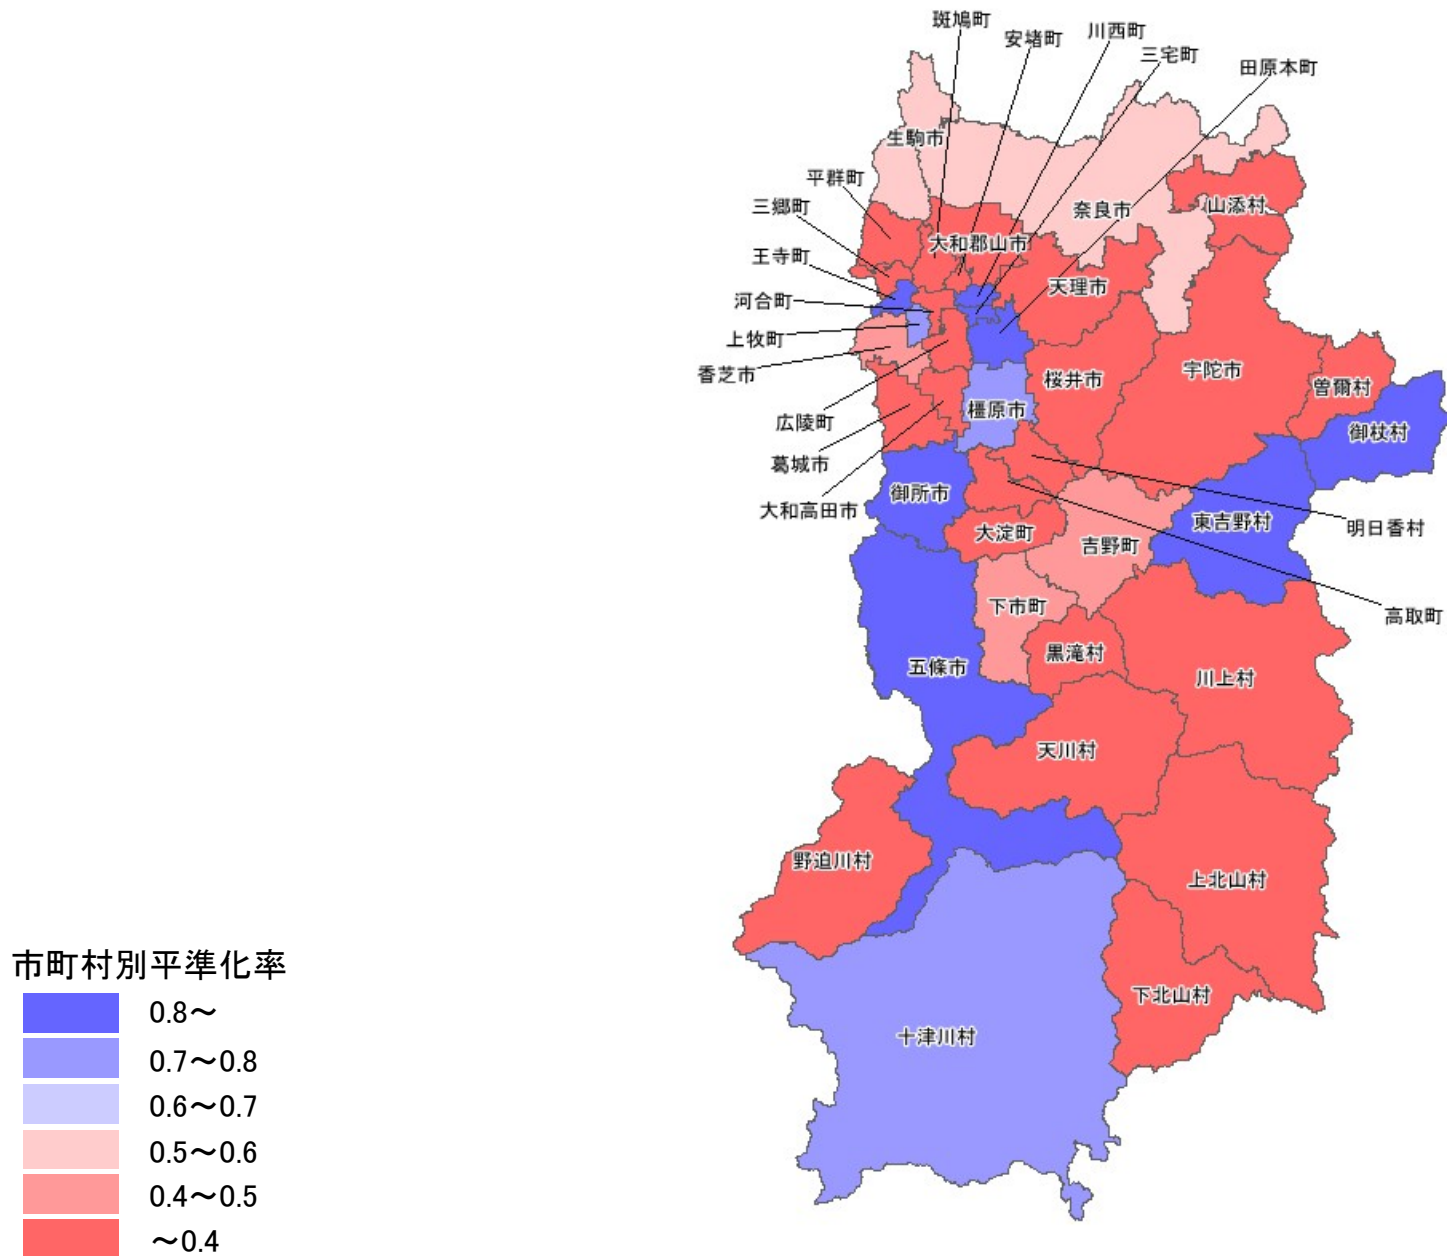 斑鳩町
安堵町
川西町
三宅町
田原本町
生駒市
平群町
三郷町
山添村
奈良市
大和郡山市
王寺町
天理市
河合町
上牧町
香芝市
桜井市
宇陀市
曽爾村
橿原市
広陵町
御杖村
葛城市
御所市
大和高田市
東吉野村
明日香村
大淀町
吉野町
下市町
高取町
黒滝村
五條市
川上村
天川村
野迫川村
上北山村
下北山村
十津川村
市町村別平準化率
0.8～
0.7～0.8
0.6～0.7
0.5～0.6
0.4～0.5
～0.4